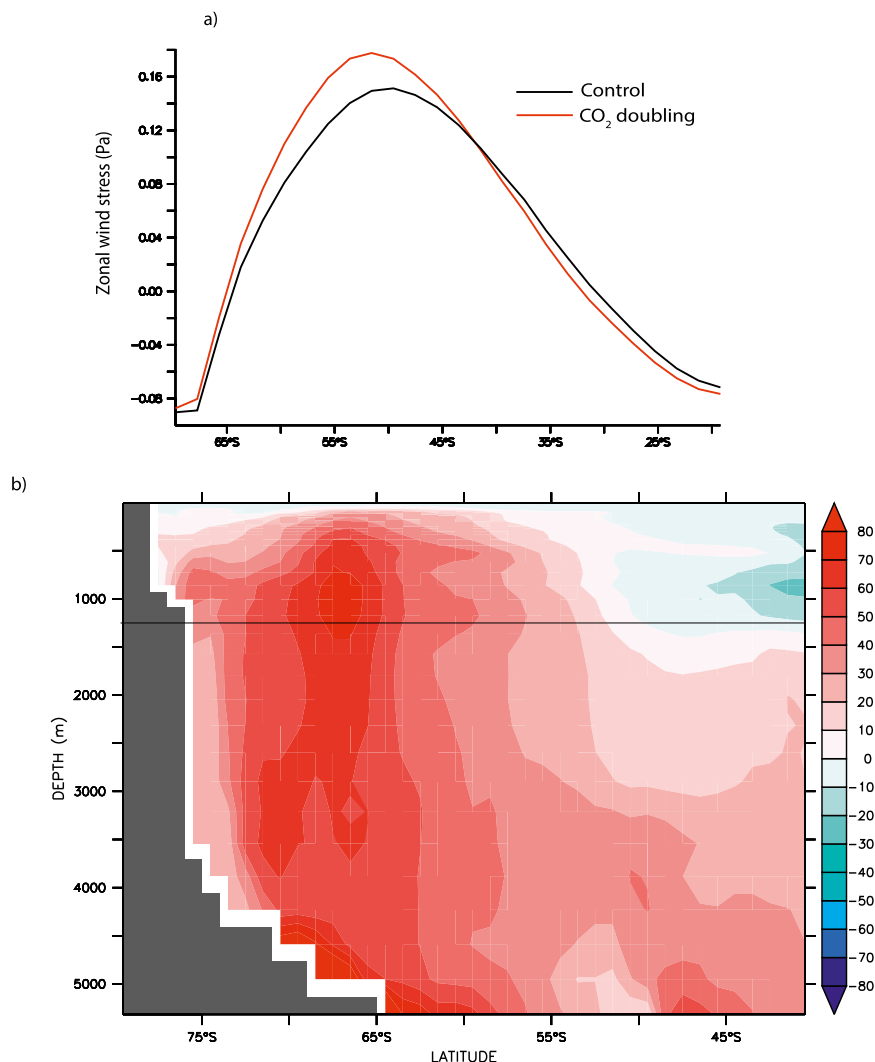 a)
Zonal wind stress (Pa)
0.16
0.12
0.08
0.04
0.00
−0.04
−0.08
65°S
55°S
45°S
35°S
25°S
Control
CO₂ doubling
b)
DEPTH (m)
1000
2000
3000
4000
5000
75°S
65°S
55°S
45°S
LATITUDE
80
70
60
50
40
30
20
10
0
−10
−20
−30
−40
−50
−60
−70
−80